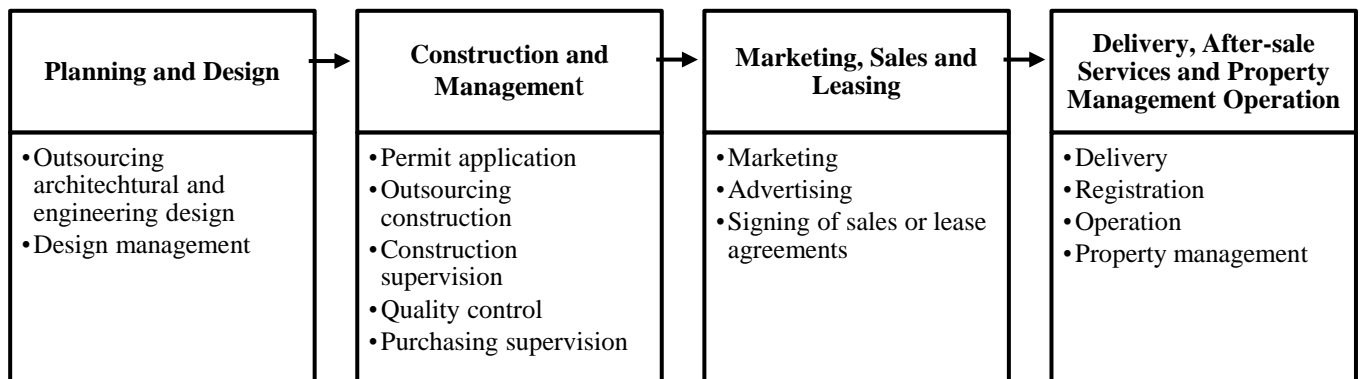 Planning and Design
•Outsourcing
architechtural and
engineering design
•Design management
Construction and
Management
•Permit application
•Outsourcing
construction
•Construction
supervision
•Quality control
•Purchasing supervision
Marketing, Sales and
Leasing
•Marketing
•Advertising
•Signing of sales or lease
agreements
Delivery, After-sale
Services and Property
Management Operation
•Delivery
•Registration
•Operation
•Property management